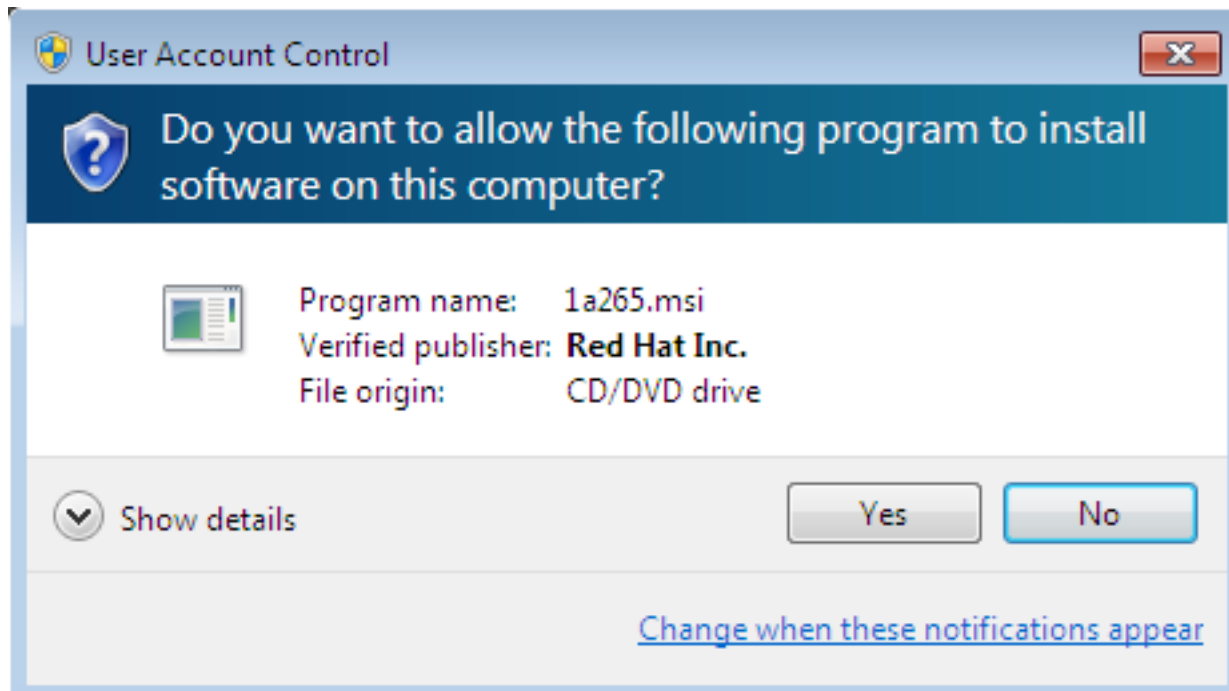 User Account Control
Do you want to allow the following program to install
software on this computer?
Program name: 1a265.msi
Verified publisher: Red Hat Inc.
File origin: CD/DVD drive
Show details
Yes
No
Change when these notifications appear